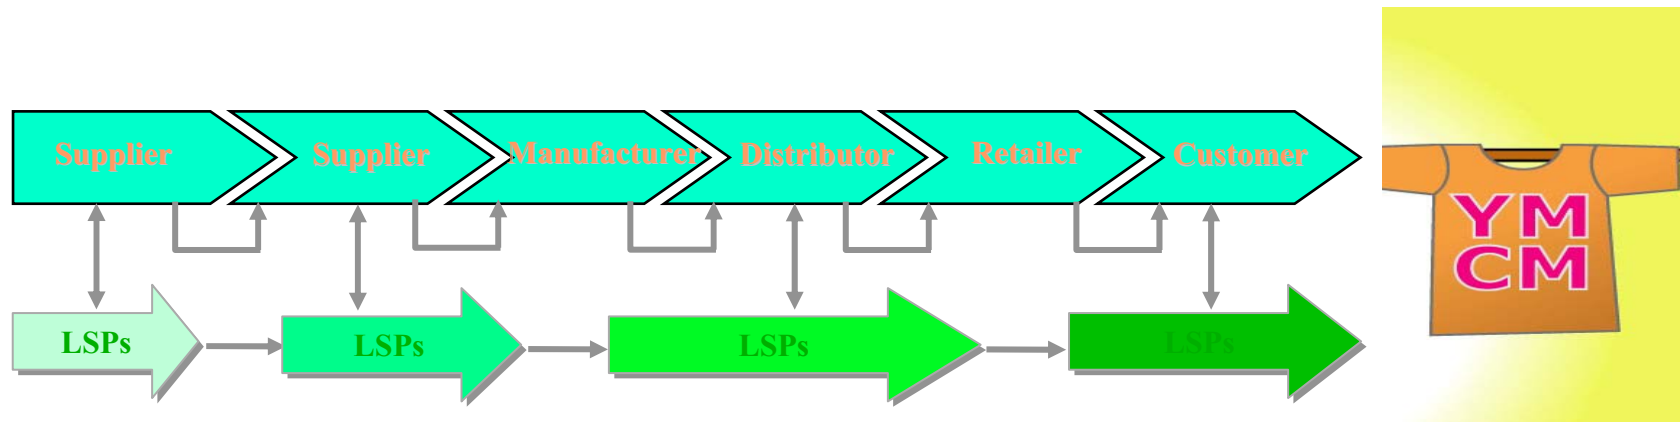 Supplier
Supplier
Manufacturer
Distributor
Retailer
Customer
LSPs
LSPs
LSPs
LSPs
YM
CM